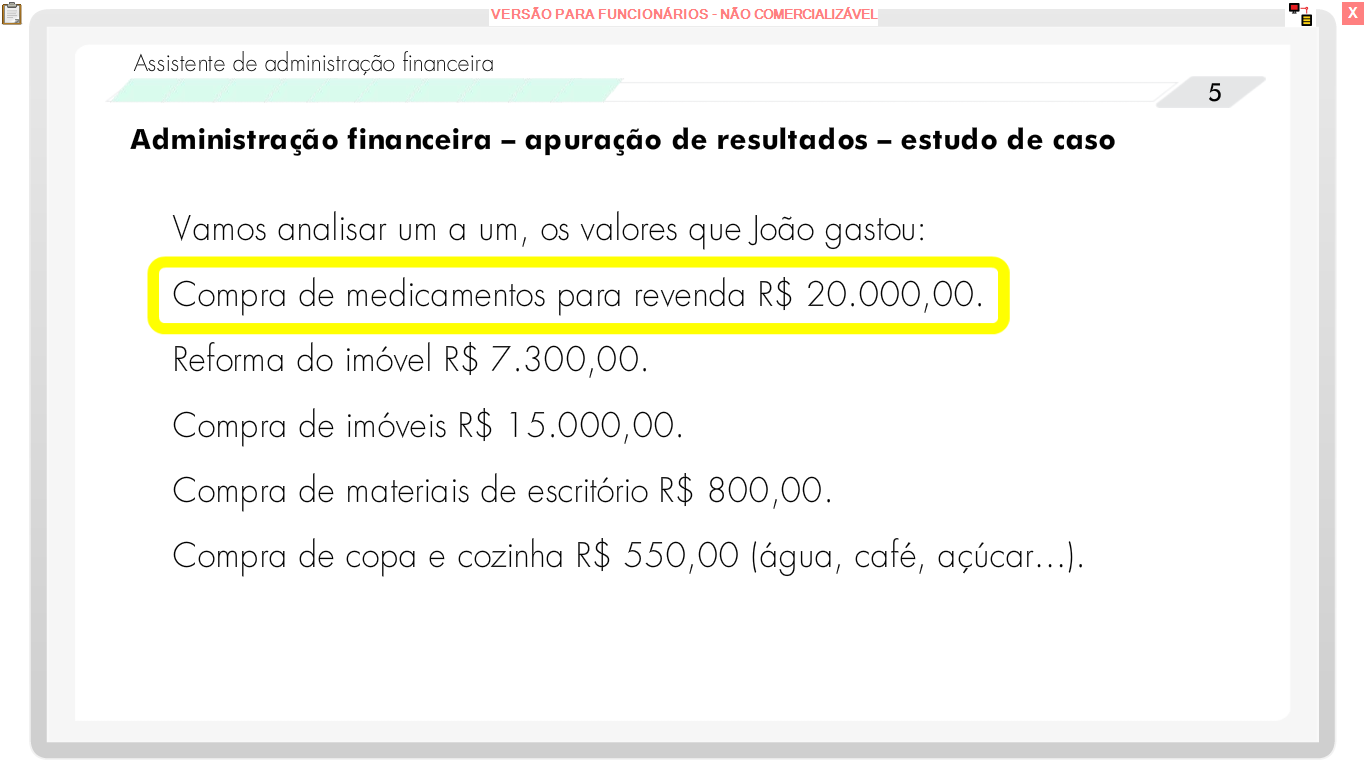 VERSÃO PARA FUNCIONÁRIOS - NÃO COMERCIALIZÁVEL
X
Assistente de administração financeira
5
Administração financeira – apuração de resultados – estudo de caso
Vamos analisar um a um, os valores que João gastou:
Compra de medicamentos para revenda R$ 20.000,00.
Reforma do imóvel R$ 7.300,00.
Compra de imóveis R$ 15.000,00.
Compra de materiais de escritório R$ 800,00.
Compra de copa e cozinha R$ 550,00 (água, café, açúcar...).